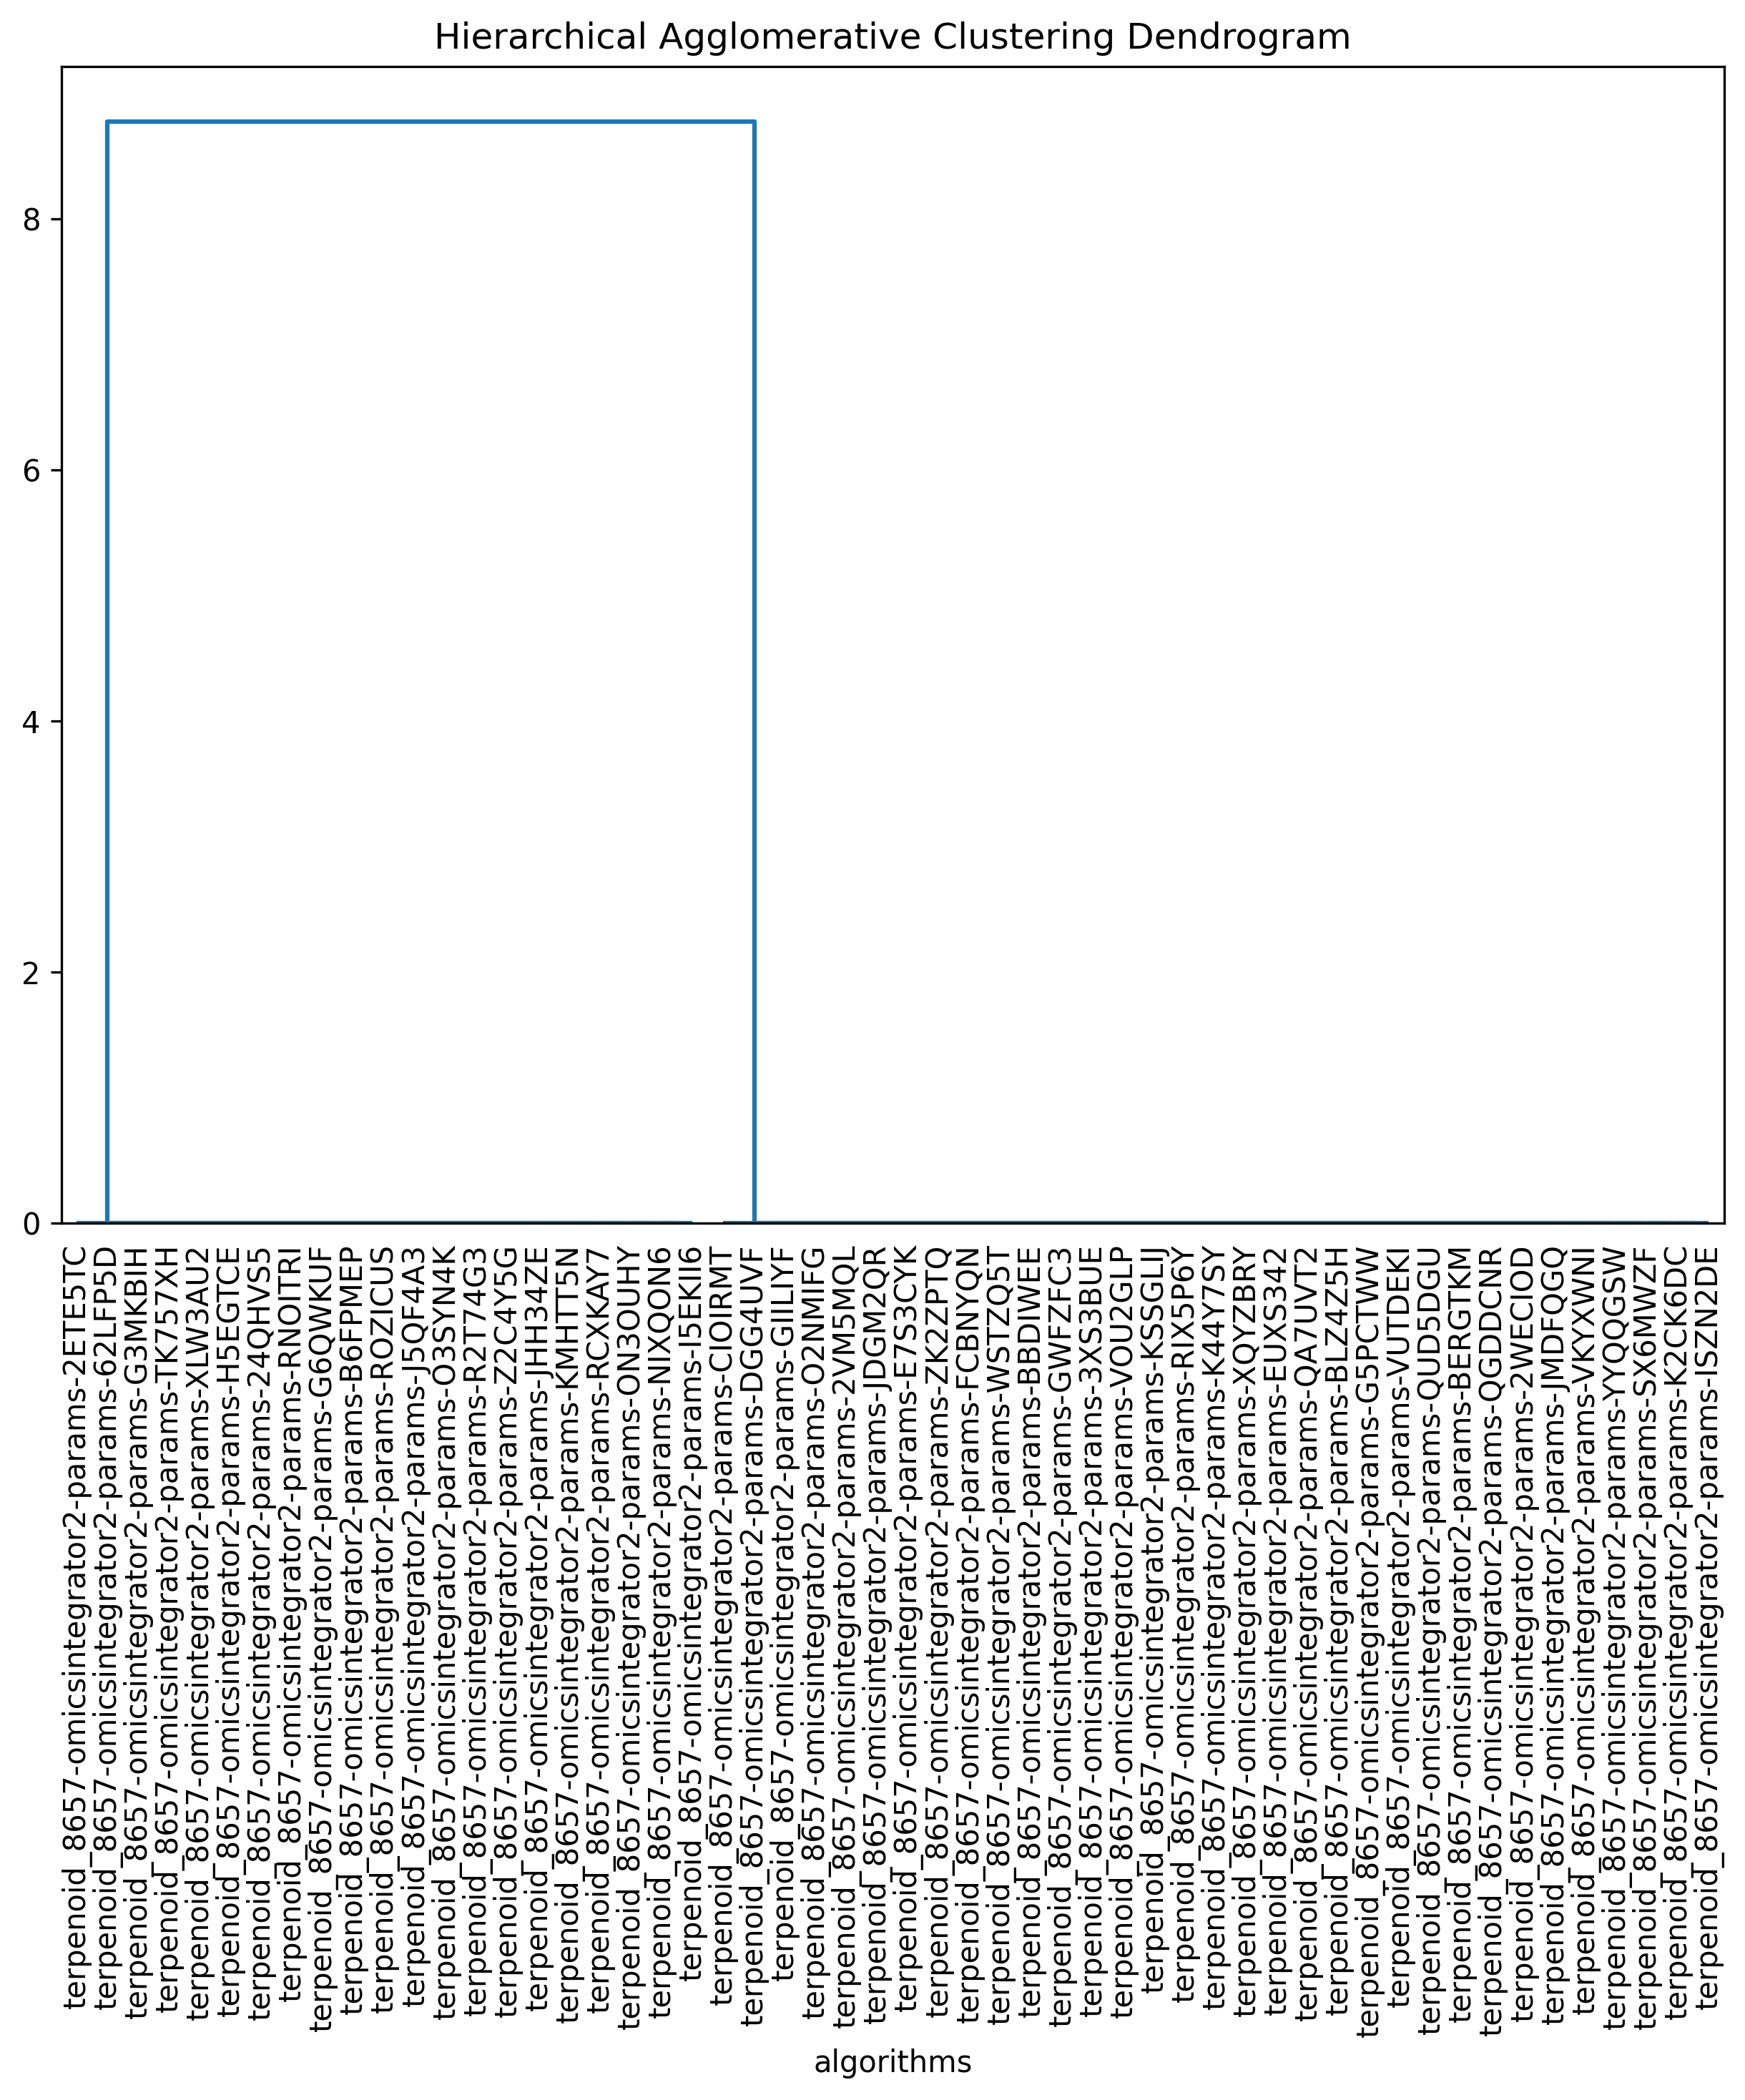 Hierarchical Agglomerative Clustering Dendrogram
8
6
4
2
0
terpenoid_8657-omicsintegrator2-params-2ETE5TC
terpenoid_8657-omicsintegrator2-params-62LFP5D
terpenoid_8657-omicsintegrator2-params-G3MKBIH
terpenoid_8657-omicsintegrator2-params-TK757XH
terpenoid_8657-omicsintegrator2-params-XLW3AU2
terpenoid_8657-omicsintegrator2-params-H5EGTCE
terpenoid_8657-omicsintegrator2-params-24QHVS5
terpenoid_8657-omicsintegrator2-params-RNOITRI
terpenoid_8657-omicsintegrator2-params-G6QWKUF
terpenoid_8657-omicsintegrator2-params-B6FPMEP
terpenoid_8657-omicsintegrator2-params-ROZICUS
terpenoid_8657-omicsintegrator2-params-J5QF4A3
terpenoid_8657-omicsintegrator2-params-O3SYN4K
terpenoid_8657-omicsintegrator2-params-R2T74G3
terpenoid_8657-omicsintegrator2-params-Z2C4Y5G
terpenoid_8657-omicsintegrator2-params-JHH34ZE
terpenoid_8657-omicsintegrator2-params-KMHTT5N
terpenoid_8657-omicsintegrator2-params-RCXKAY7
terpenoid_8657-omicsintegrator2-params-ON3OUHY
terpenoid_8657-omicsintegrator2-params-NIXQON6
terpenoid_8657-omicsintegrator2-params-I5EKII6
terpenoid_8657-omicsintegrator2-params-CIOIRMT
terpenoid_8657-omicsintegrator2-params-DGG4UVF
terpenoid_8657-omicsintegrator2-params-GIILIYF
terpenoid_8657-omicsintegrator2-params-O2NMIFG
terpenoid_8657-omicsintegrator2-params-2VM5MQL
terpenoid_8657-omicsintegrator2-params-JDGM2QR
terpenoid_8657-omicsintegrator2-params-E7S3CYK
terpenoid_8657-omicsintegrator2-params-ZK2ZPTQ
terpenoid_8657-omicsintegrator2-params-FCBNYQN
terpenoid_8657-omicsintegrator2-params-WSTZQ5T
terpenoid_8657-omicsintegrator2-params-BBDIWEE
terpenoid_8657-omicsintegrator2-params-GWFZFC3
terpenoid_8657-omicsintegrator2-params-3XS3BUE
terpenoid_8657-omicsintegrator2-params-VOU2GLP
terpenoid_8657-omicsintegrator2-params-KSSGLIJ
terpenoid_8657-omicsintegrator2-params-RIX5P6Y
terpenoid_8657-omicsintegrator2-params-K44Y7SY
terpenoid_8657-omicsintegrator2-params-XQYZBRY
terpenoid_8657-omicsintegrator2-params-EUXS342
terpenoid_8657-omicsintegrator2-params-QA7UVT2
terpenoid_8657-omicsintegrator2-params-BLZ4Z5H
terpenoid_8657-omicsintegrator2-params-G5PCTWW
terpenoid_8657-omicsintegrator2-params-VUTDEKI
terpenoid_8657-omicsintegrator2-params-QUD5DGU
terpenoid_8657-omicsintegrator2-params-BERGTKM
terpenoid_8657-omicsintegrator2-params-QGDDCNR
terpenoid_8657-omicsintegrator2-params-2WECIOD
terpenoid_8657-omicsintegrator2-params-JMDFQGQ
terpenoid_8657-omicsintegrator2-params-VKYXWNI
terpenoid_8657-omicsintegrator2-params-YYQQGSW
terpenoid_8657-omicsintegrator2-params-SX6MWZF
terpenoid_8657-omicsintegrator2-params-K2CK6DC
terpenoid_8657-omicsintegrator2-params-ISZN2DE
algorithms